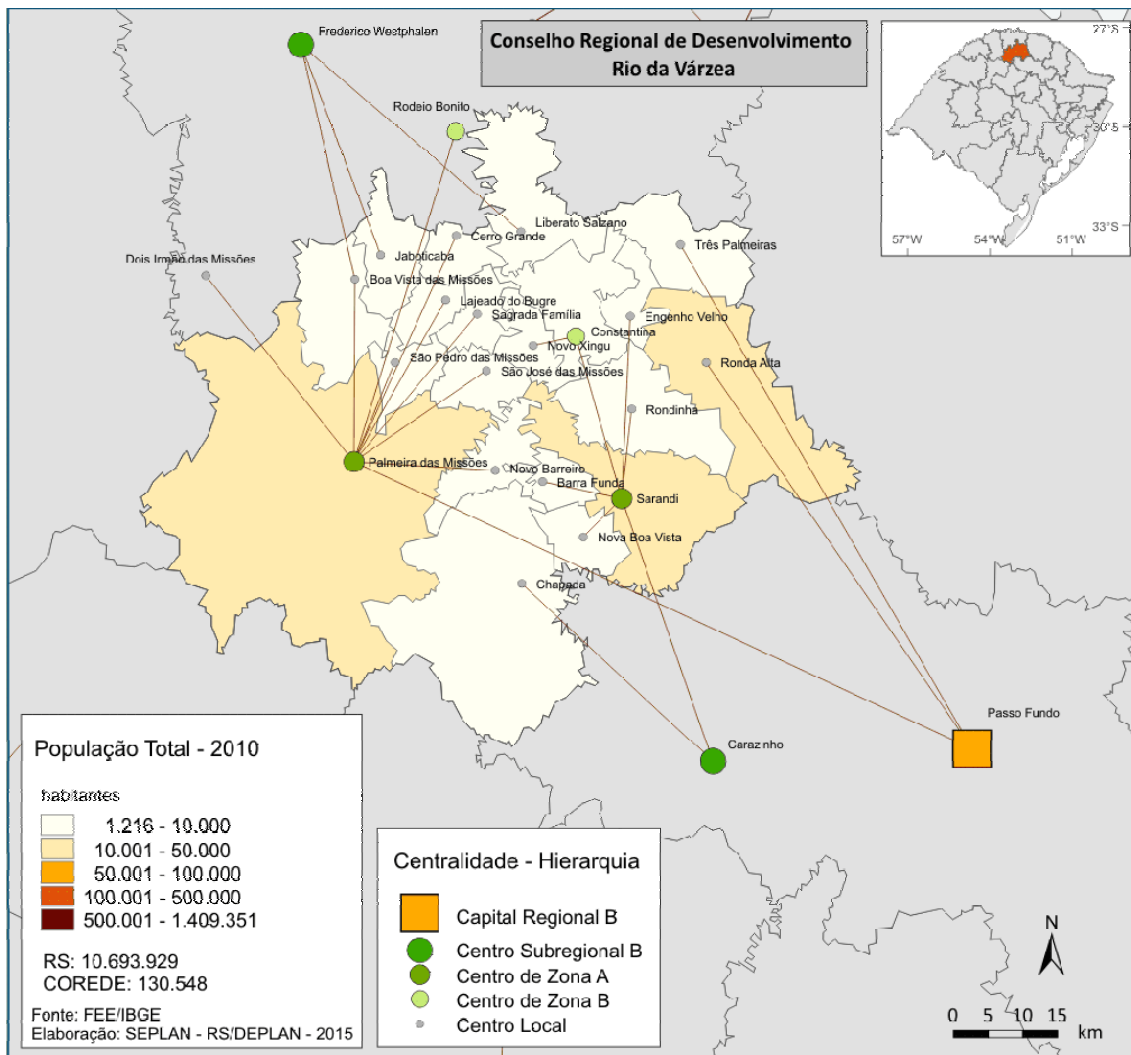 Frederico Westphalen
Conselho Regional de Desenvolvimento
Rio da Várzea
27°S
30°S
33°S
57°W
54°W
51°W
Rodeio Bonito
Liberato Salzano
Cerro Grande
Três Palmeiras
Jaboticaba
Dois Irmão das Missões
Boa Vista das Missões
Lajeado do Bugre
Sagrada Família
Engenho Velho
Constantina
Novo Xingu
São Pedro das Missões
Ronda Alta
São José das Missões
Rondinha
Palmeira das Missões
Novo Barreiro
Barra Funda
Sarandi
Nova Boa Vista
Chapada
Passo Fundo
Carazinho
População Total - 2010
habitantes
1.216 - 10.000
10.001 - 50.000
50.001 - 100.000
100.001 - 500.000
500.001 - 1.409.351
RS: 10.693.929
COREDE: 130.548
Fonte: FEE/IBGE
Elaboração: SEPLAN - RS/DEPLAN - 2015
Centralidade - Hierarquia
Capital Regional B
Centro Subregional B
Centro de Zona A
Centro de Zona B
Centro Local
N
0 5 10 15
km